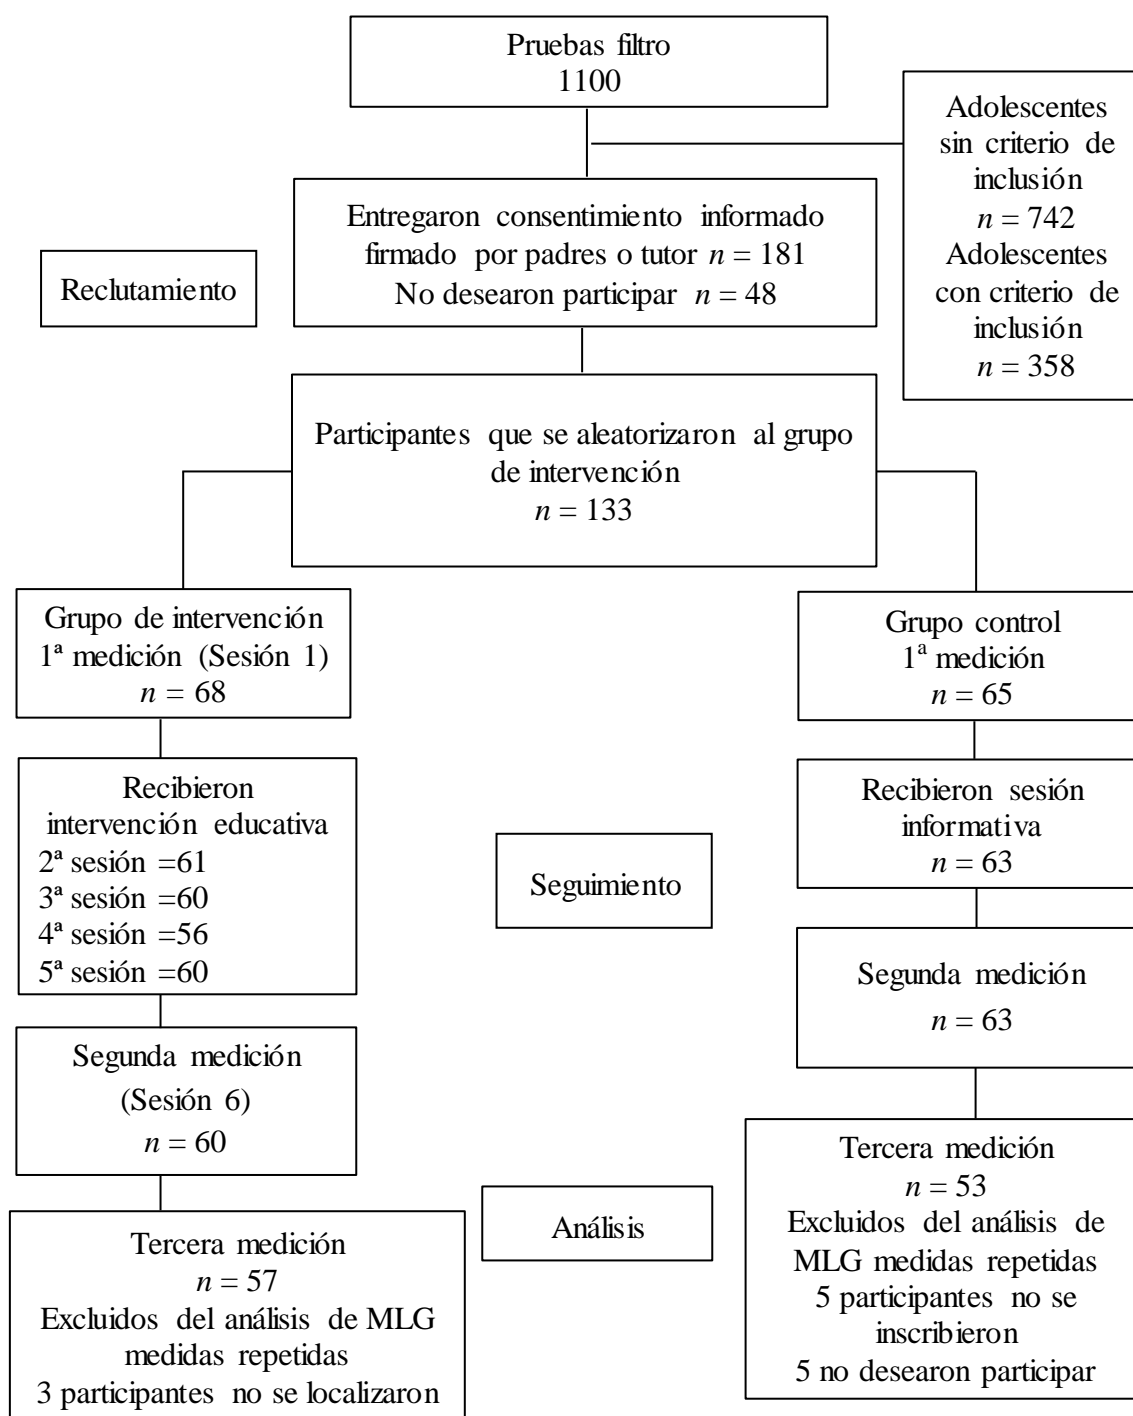 Pruebas filtro
1100
Adolescentes
sin criterio de
inclusión
n = 742
Adolescentes
con criterio de
inclusión
n = 358
Entregaron consentimiento informado
firmado por padres o tutor n = 181
No desearon participar n = 48
Reclutamiento
Participantes que se aleatorizaron al grupo
de intervención
n = 133
Grupo de intervención
1ª medición (Sesión 1)
n = 68
Grupo control
1ª medición
n = 65
Recibieron
intervención educativa
2ª sesión =61
3ª sesión =60
4ª sesión =56
5ª sesión =60
Recibieron sesión
informativa
n = 63
Seguimiento
Segunda medición
(Sesión 6)
n = 60
Segunda medición
n = 63
Análisis
Tercera medición
n = 57
Excluidos del análisis de MLG
medidas repetidas
3 participantes no se localizaron
Tercera medición
n = 53
Excluidos del análisis de
MLG medidas repetidas
5 participantes no se
inscribieron
5 no desearon participar